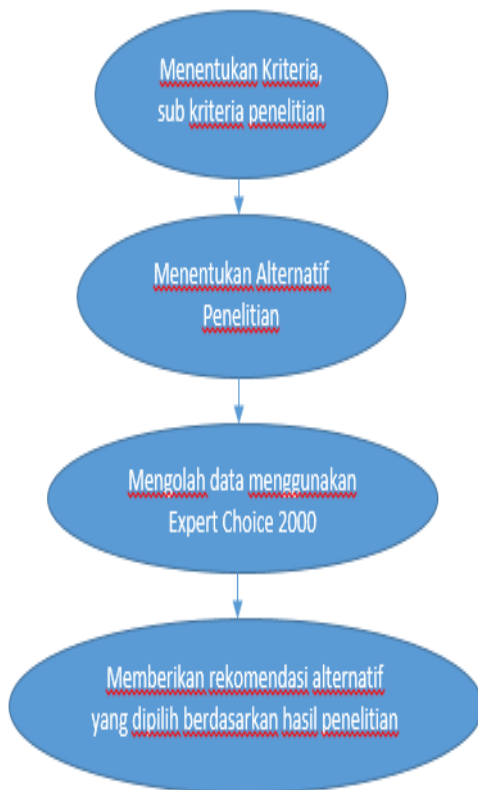 Menentukan Kriteria,
sub kriteria penelitian
Menentukan Alternatif
Penelitian
Mengolah data menggunakan
Expert Choice 2000
Memberikan rekomendasi alternatif
yang dipilih berdasarkan hasil penelitian